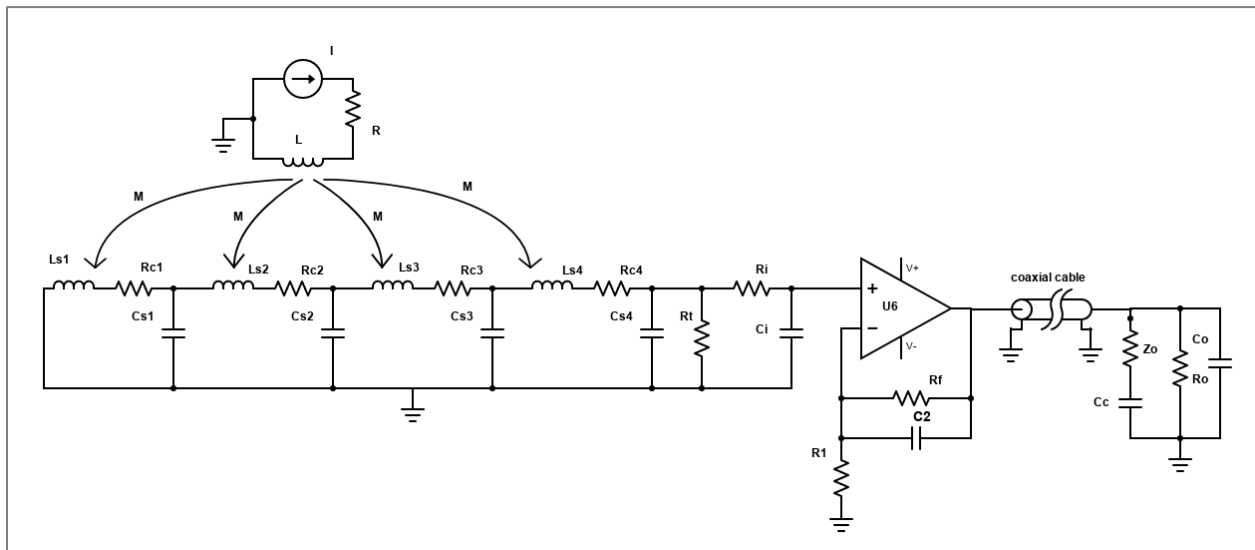 I
R
L
M
M
M
M
Ls1
Rc1
Ls2
Rc2
Ls3
Rc3
Ls4
Rc4
Ri
Cs1
Cs2
Cs3
Cs4
Rt
Ci
+
−
U6
V+
V-
coaxial cable
Zo
Co
Ro
Cc
Rf
C2
R1